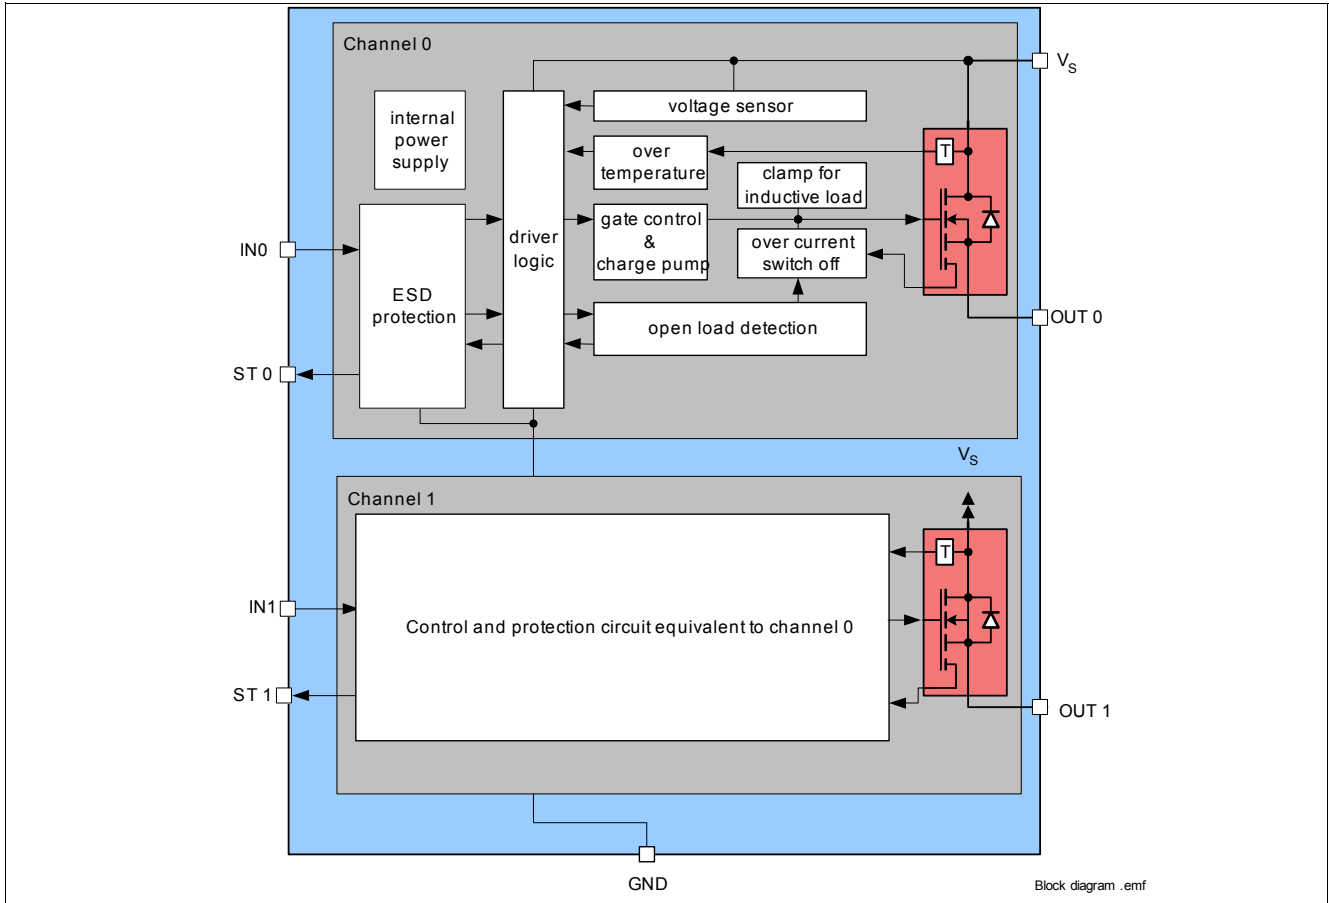 Channel 0
V_S
internal
power
supply
voltage sensor
over
temperature
T
clamp for
inductive load
IN0
ESD
protection
driver
logic
gate control
&
charge pump
over current
switch off
open load detection
OUT 0
ST 0
V_S
Channel 1
T
IN1
Control and protection circuit equivalent to channel 0
ST 1
OUT 1
GND
Block diagram .emf